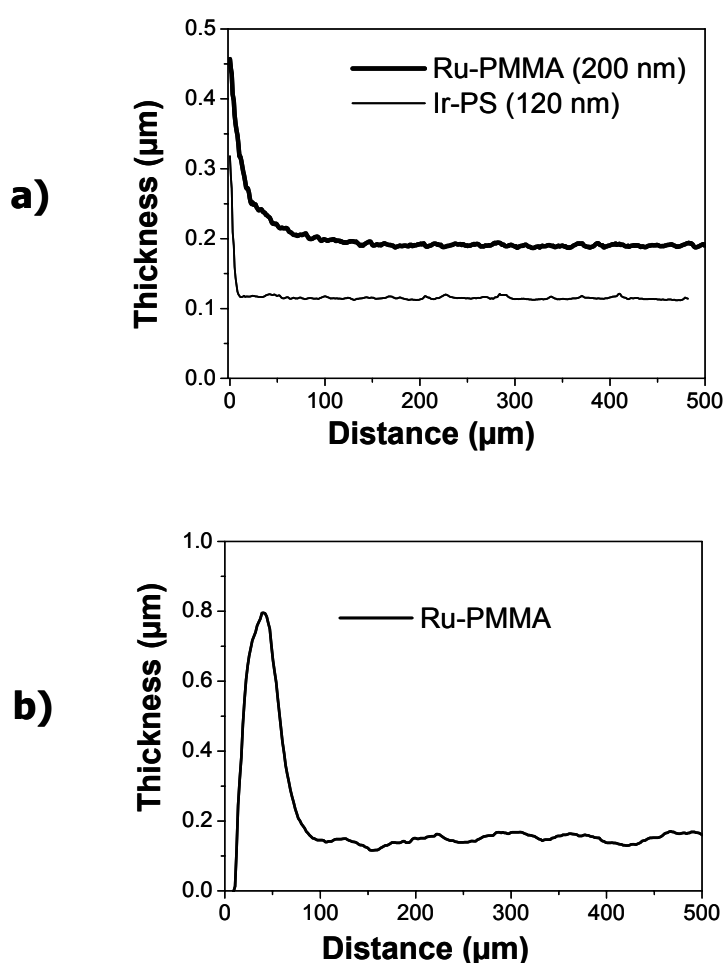 a)
Thickness (µm)
0.5
0.4
0.3
0.2
0.1
0.0
Ru-PMMA (200 nm)
Ir-PS (120 nm)
0 100 200 300 400 500
Distance (µm)
b)
Thickness (µm)
1.0
0.8
0.6
0.4
0.2
0.0
Ru-PMMA
0 100 200 300 400 500
Distance (µm)